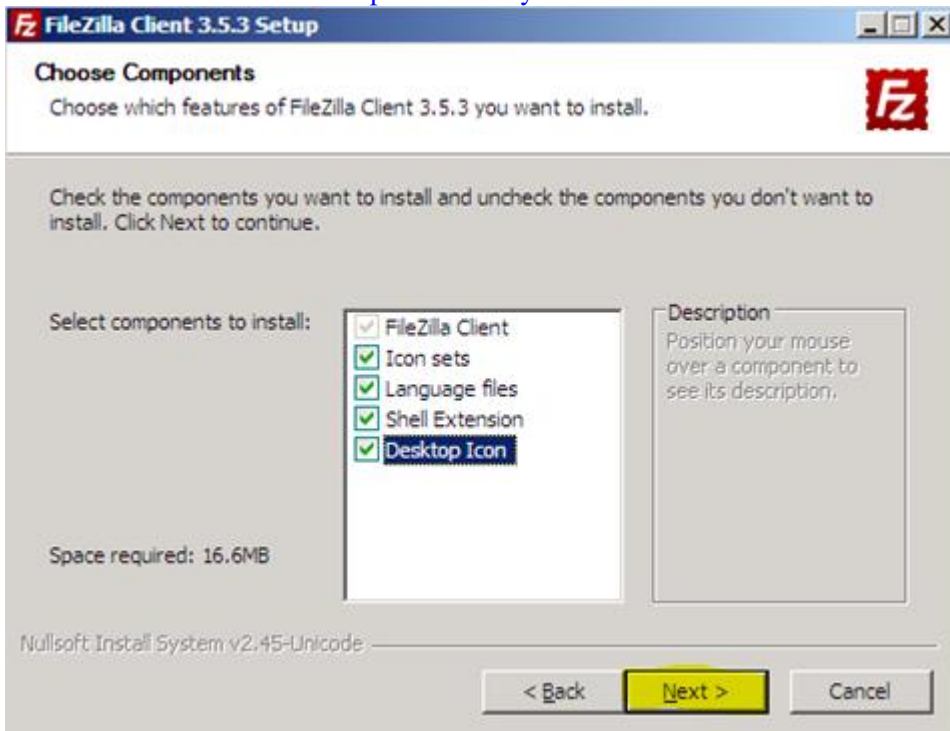 FileZilla Client 3.5.3 Setup
Choose Components
Choose which features of FileZilla Client 3.5.3 you want to install.
Fz
Check the components you want to install and uncheck the components you don't want to
install. Click Next to continue.
Select components to install:
FileZilla Client
Icon sets
Language files
Shell Extension
Desktop Icon
Description
Position your mouse
over a component to
see its description.
Space required: 16.6MB
Nullsoft Install System v2.45-Unicode
< Back
Next >
Cancel